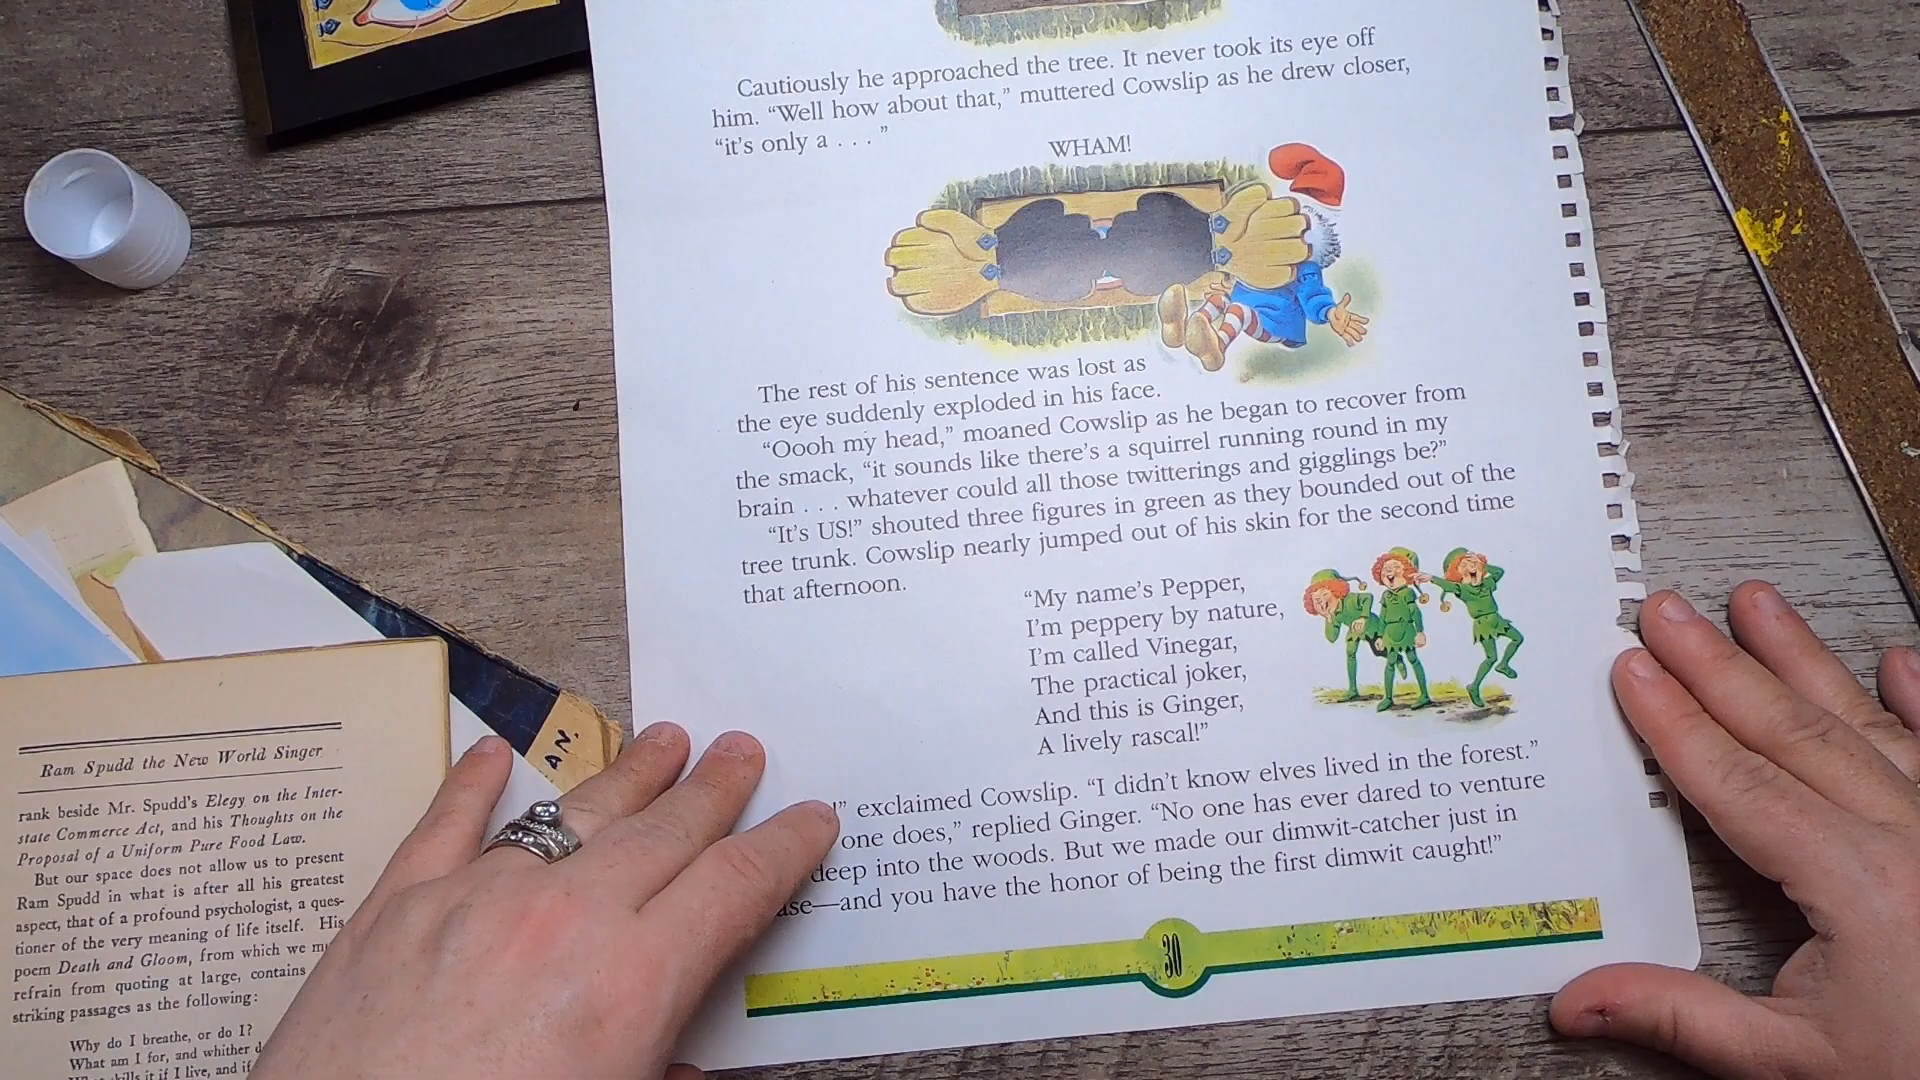 Cautiously he approached the tree. It never took its eye off
him. “Well how about that,” muttered Cowslip as he drew closer,
“it’s only a . . . ”
WHAM!
The rest of his sentence was lost as
the eye suddenly exploded in his face.
“Oooh my head,” moaned Cowslip as he began to recover from
the smack, “it sounds like there’s a squirrel running round in my
brain . . . whatever could all those twitterings and gigglings be?”
“It’s US!” shouted three figures in green as they bounded out of the
tree trunk. Cowslip nearly jumped out of his skin for the second time
that afternoon.
“My name’s Pepper,
I’m peppery by nature,
I’m called Vinegar,
The practical joker,
And this is Ginger,
A lively rascal!”
!” exclaimed Cowslip. “I didn’t know elves lived in the forest.”
one does,” replied Ginger. “No one has ever dared to venture
deep into the woods. But we made our dimwit-catcher just in
—and you have the honor of being the first dimwit caught!”
30
AN.
Ram Spudd the New World Singer
rank beside Mr. Spudd's Elegy on the Inter-
state Commerce Act, and his Thoughts on the
Proposal of a Uniform Pure Food Law.
But our space does not allow us to present
Ram Spudd in what is after all his greatest
aspect, that of a profound psychologist, a ques-
tioner of the very meaning of life itself. His
poem Death and Gloom, from which we
refrain from quoting at large, contains
striking passages as the following:
Why do I breathe, or do I?
What am I for, and whither
it if I live, and if